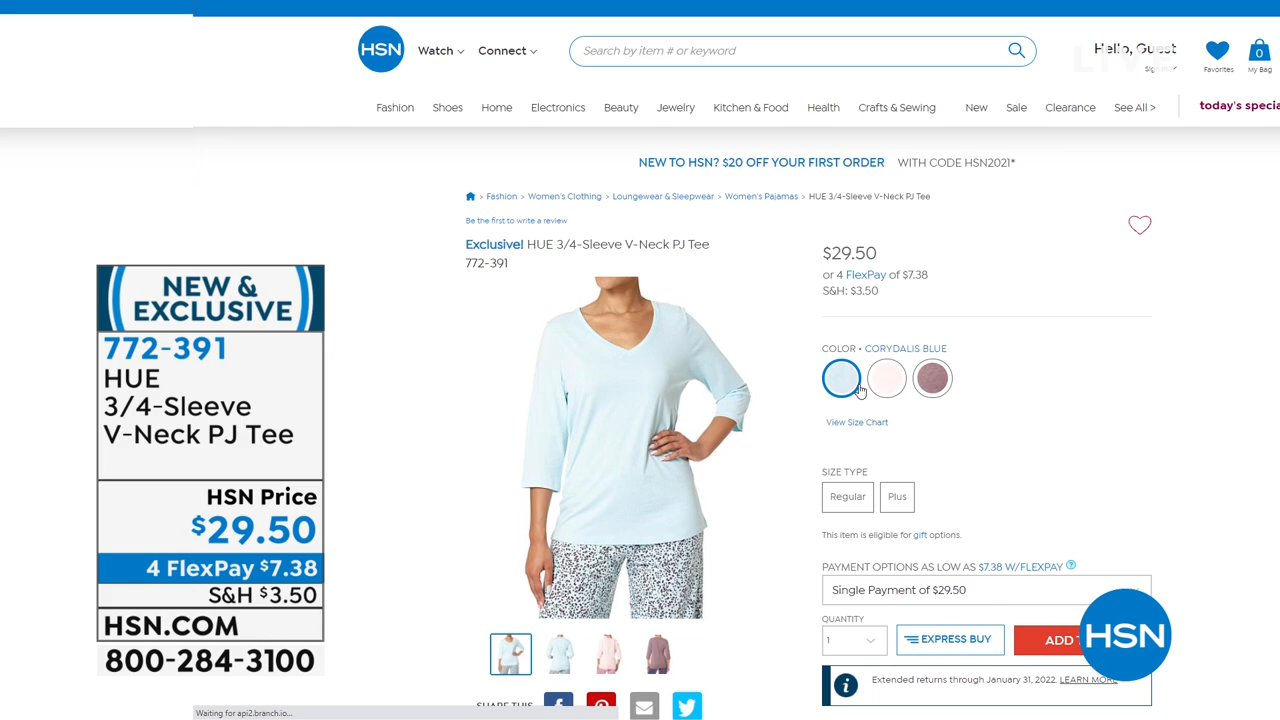 HSN
Watch
Connect
Search by item # or keyword
Hello, Guest
LIVE
Favorites
0
My Bag
Fashion
Shoes
Home
Electronics
Beauty
Jewelry
Kitchen & Food
Health
Crafts & Sewing
New
Sale
Clearance
See All >
today's specia
NEW TO HSN? $20 OFF YOUR FIRST ORDER WITH CODE HSN2021*
> Fashion > Women's Clothing > Loungewear & Sleepwear > Women's Pajamas > HUE 3/4-Sleeve V-Neck PJ Tee
Be the first to write a review
Exclusive! HUE 3/4-Sleeve V-Neck PJ Tee
772-391
$29.50
or 4 FlexPay of $7.38
S&H: $3.50
COLOR • CORYDALIS BLUE
View Size Chart
SIZE TYPE
Regular
Plus
This item is eligible for gift options.
PAYMENT OPTIONS AS LOW AS $7.38 W/FLEXPAY ?
Single Payment of $29.50
QUANTITY
1
EXPRESS BUY
ADD
HSN
Extended returns through January 31, 2022. LEARN MORE
SHARE THIS
NEW &
EXCLUSIVE
772-391
HUE
3/4-Sleeve
V-Neck PJ Tee
HSN Price
$29.50
4 FlexPay $7.38
S&H $3.50
HSN.COM
800-284-3100
Waiting for api2.branch.io...